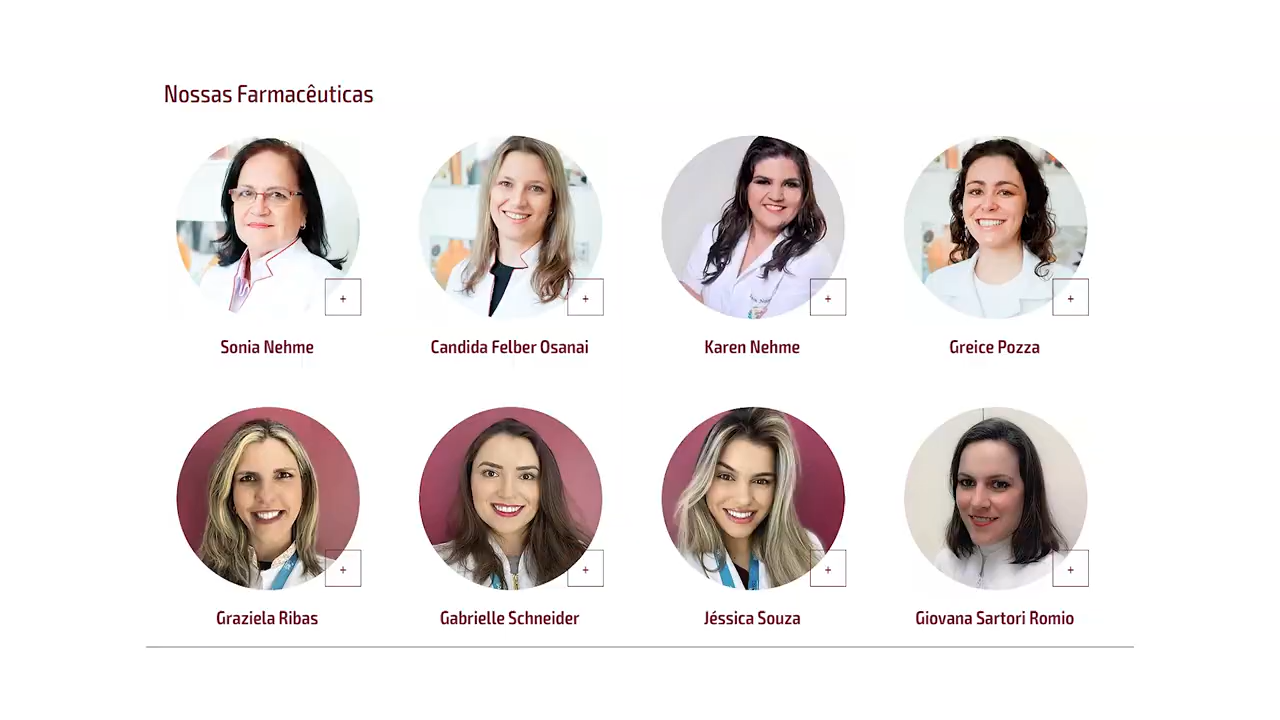 Nossas Farmacêuticas
+ + + +
Sonia Nehme Candida Felber Osanai Karen Nehme Greice Pozza
+ + + +
Graziela Ribas Gabrielle Schneider Jéssica Souza Giovana Sartori Romio